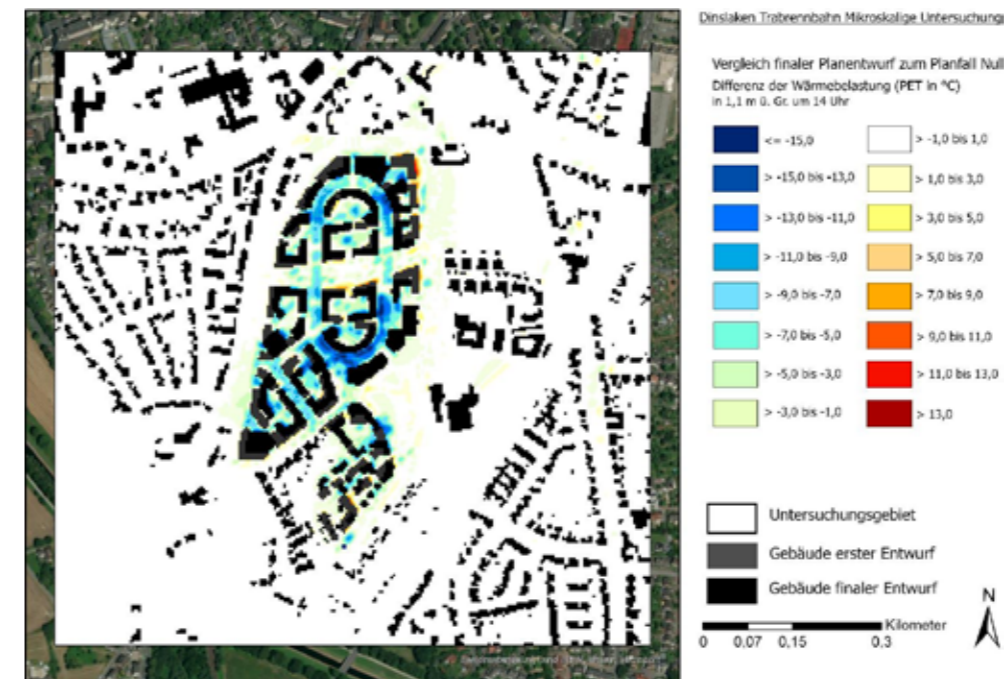 Dinslaken Trabrennbahn Mikroskalige Untersuchung
Vergleich finaler Planentwurf zum Planfall Null
Differenz der Wärmebelastung (PET in °C)
in 1,1 m ü. Gr. um 14 Uhr
<= -15,0
> -15,0 bis -13,0
> -13,0 bis -11,0
> -11,0 bis -9,0
> -9,0 bis -7,0
> -7,0 bis -5,0
> -5,0 bis -3,0
> -3,0 bis -1,0
> -1,0 bis 1,0
> 1,0 bis 3,0
> 3,0 bis 5,0
> 5,0 bis 7,0
> 7,0 bis 9,0
> 9,0 bis 11,0
> 11,0 bis 13,0
> 13,0
Untersuchungsgebiet
Gebäude erster Entwurf
Gebäude finaler Entwurf
N
Kilometer
0 0,07 0,15 0,3